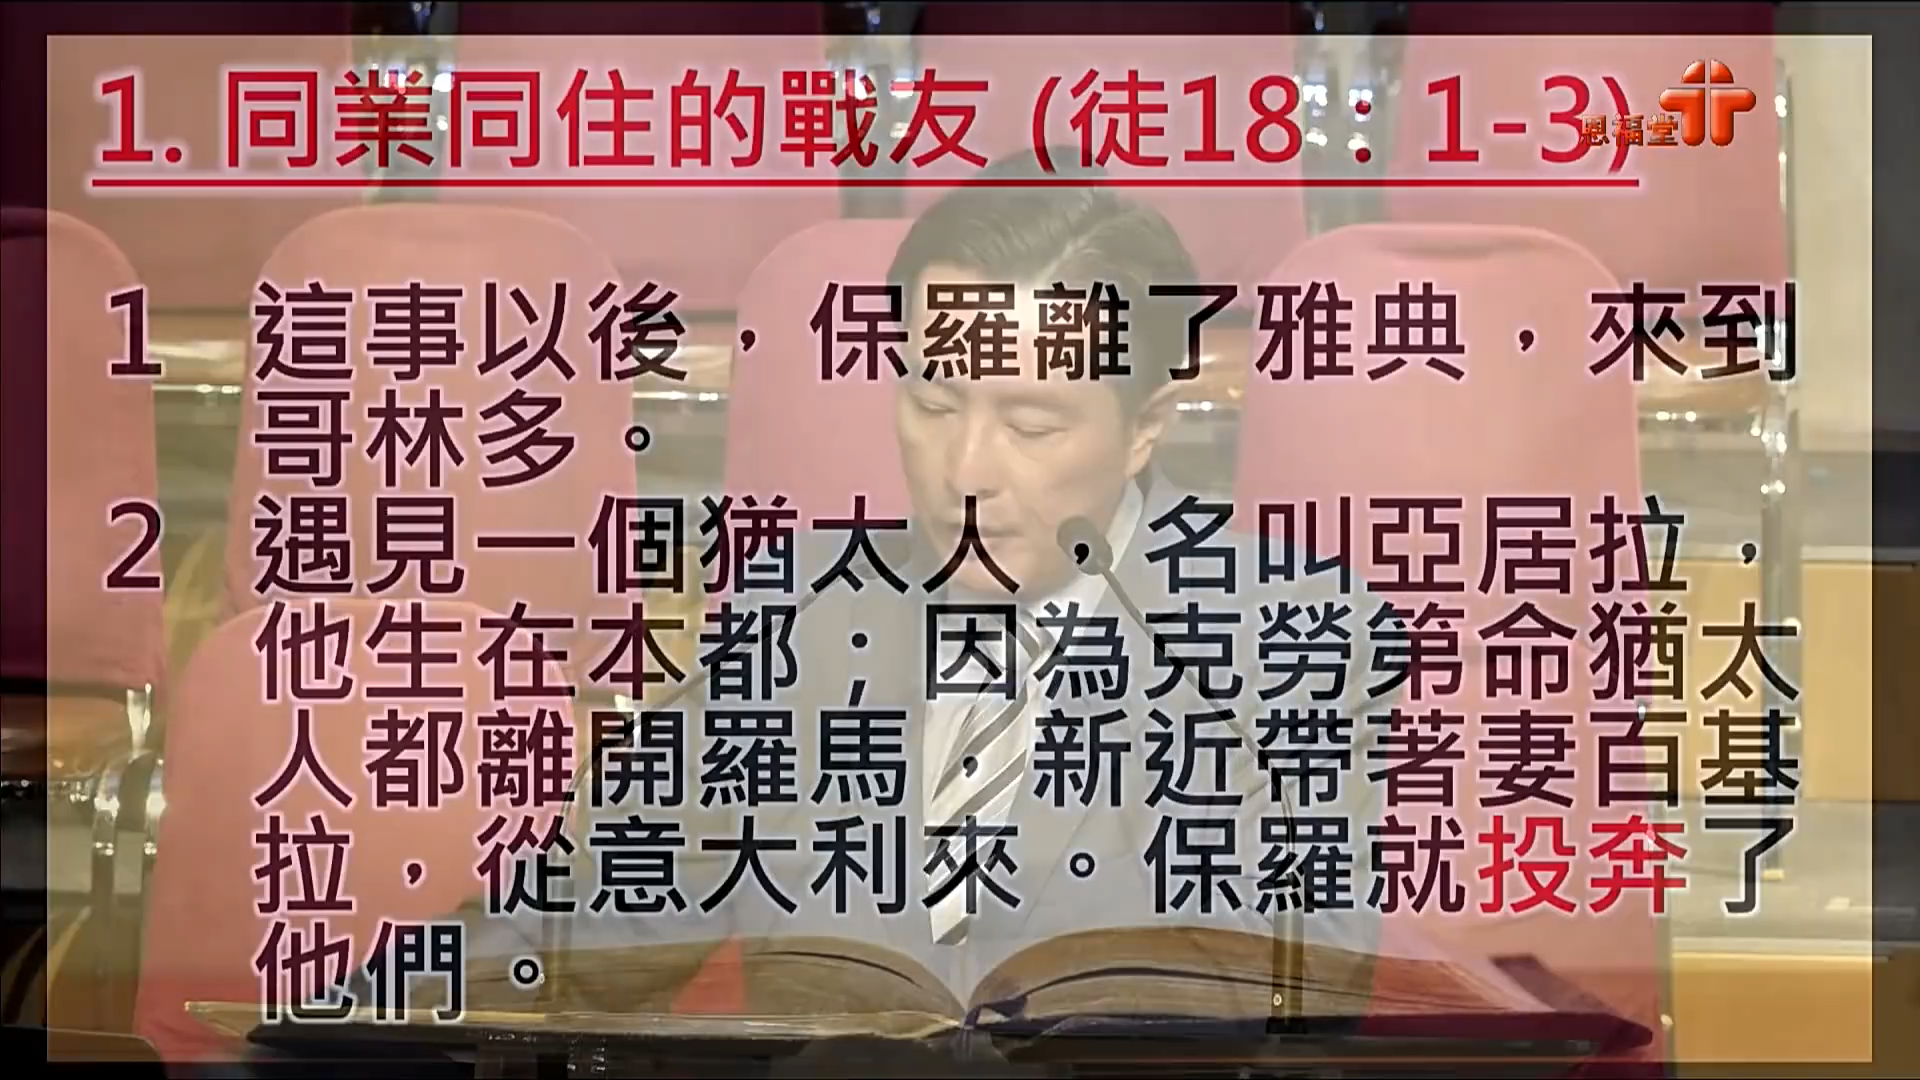 1. 同業同住的戰友 (徒18：1-3)
恩福堂
1 這事以後，保羅離了雅典，來到
哥林多。
2 遇見一個猶太人，名叫亞居拉，
他生在本都；因為克勞第命猶太
人都離開羅馬，新近帶著妻百基
拉，從意大利來。保羅就投奔了
他們。